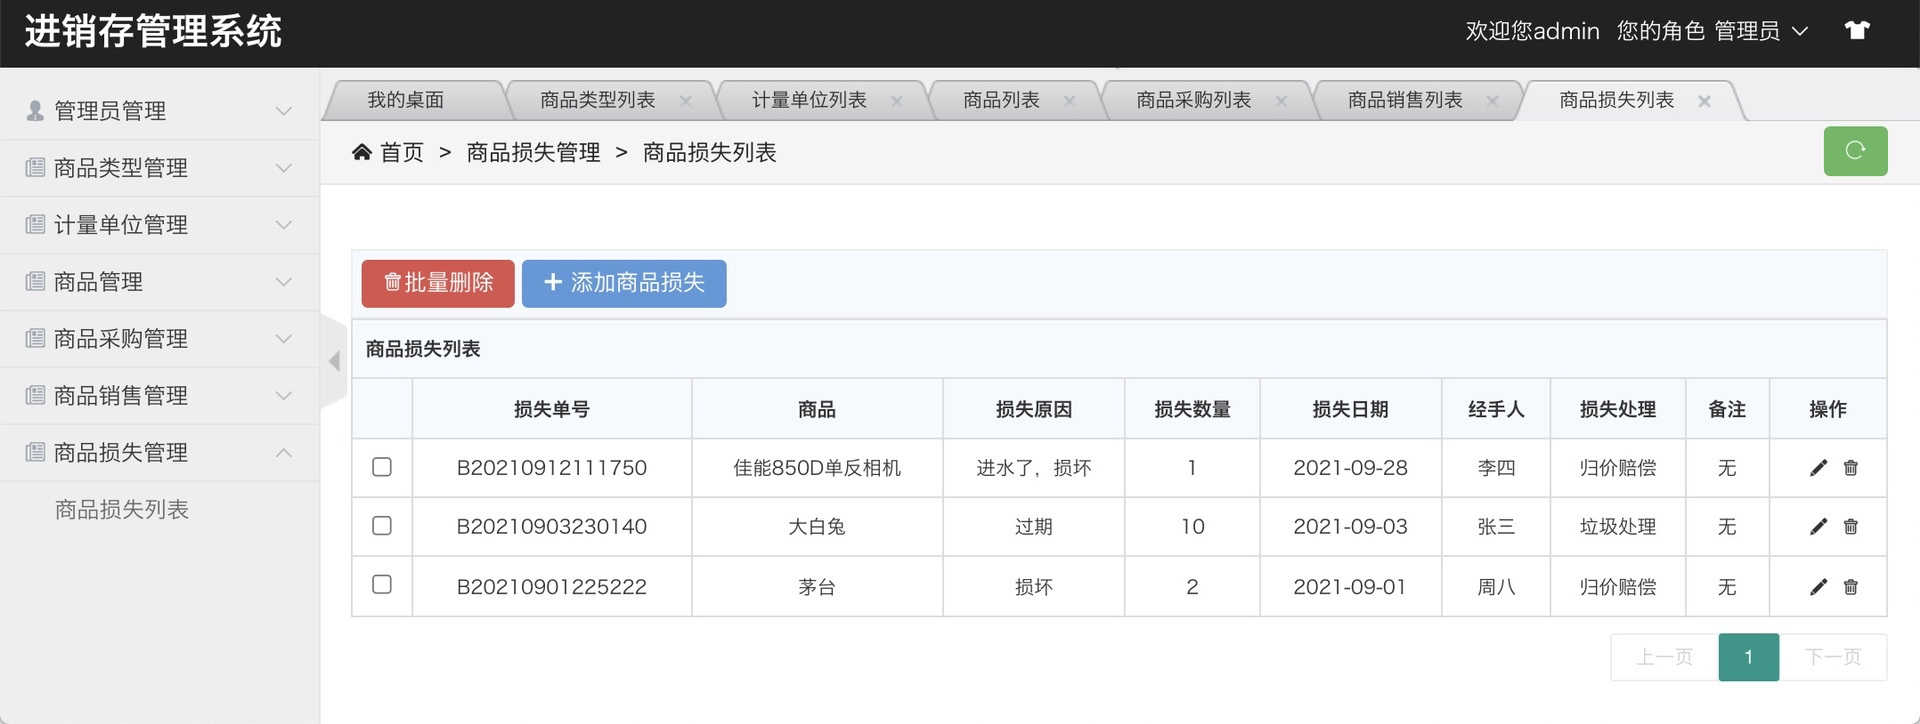 进销存管理系统
欢迎您admin 您的角色 管理员
管理员管理
商品类型管理
计量单位管理
商品管理
商品采购管理
商品销售管理
商品损失管理
商品损失列表
我的桌面 商品类型列表 计量单位列表 商品列表 商品采购列表 商品销售列表 商品损失列表
首页 > 商品损失管理 > 商品损失列表
批量删除 添加商品损失
商品损失列表
损失单号 商品 损失原因 损失数量 损失日期 经手人 损失处理 备注 操作
B20210912111750 佳能850D单反相机 进水了，损坏 1 2021-09-28 李四 归价赔偿 无
B20210903230140 大白兔 过期 10 2021-09-03 张三 垃圾处理 无
B20210901225222 茅台 损坏 2 2021-09-01 周八 归价赔偿 无
上一页 1 下一页